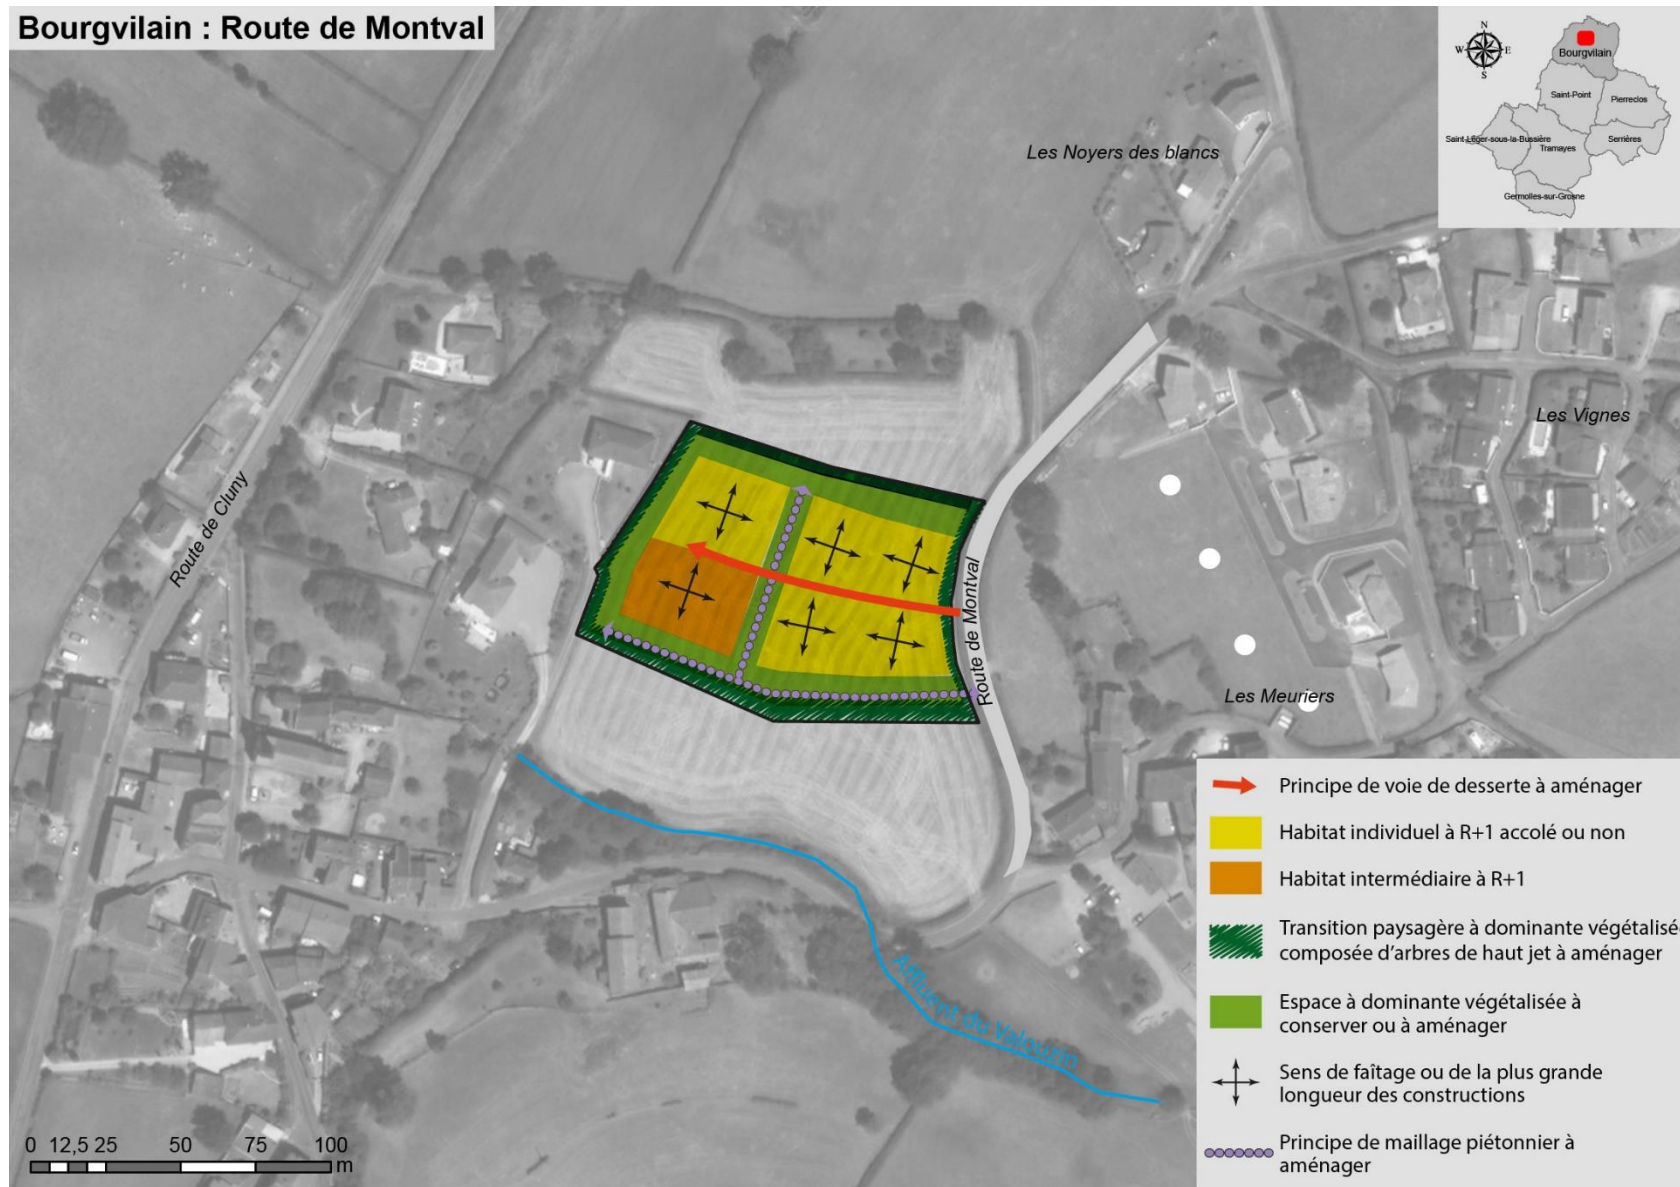 Bourgvilain : Route de Montval
N
W
E
S
Bourgvilain
Saint-Point
Pierreclos
Saint-Léger-sous-la-Bussière
Tramayes
Serrières
Germolles-sur-Grosne
Les Noyers des blancs
Les Vignes
Route de Cluny
Route de Montval
Les Meuriers
Affluent du Valouzin
Principe de voie de desserte à aménager
Habitat individuel à R+1 accolé ou non
Habitat intermédiaire à R+1
Transition paysagère à dominante végétalisée
composée d'arbres de haut jet à aménager
Espace à dominante végétalisée à
conserver ou à aménager
Sens de faîtage ou de la plus grande
longueur des constructions
Principe de maillage piétonnier à
aménager
0 12,5 25 50 75 100
m